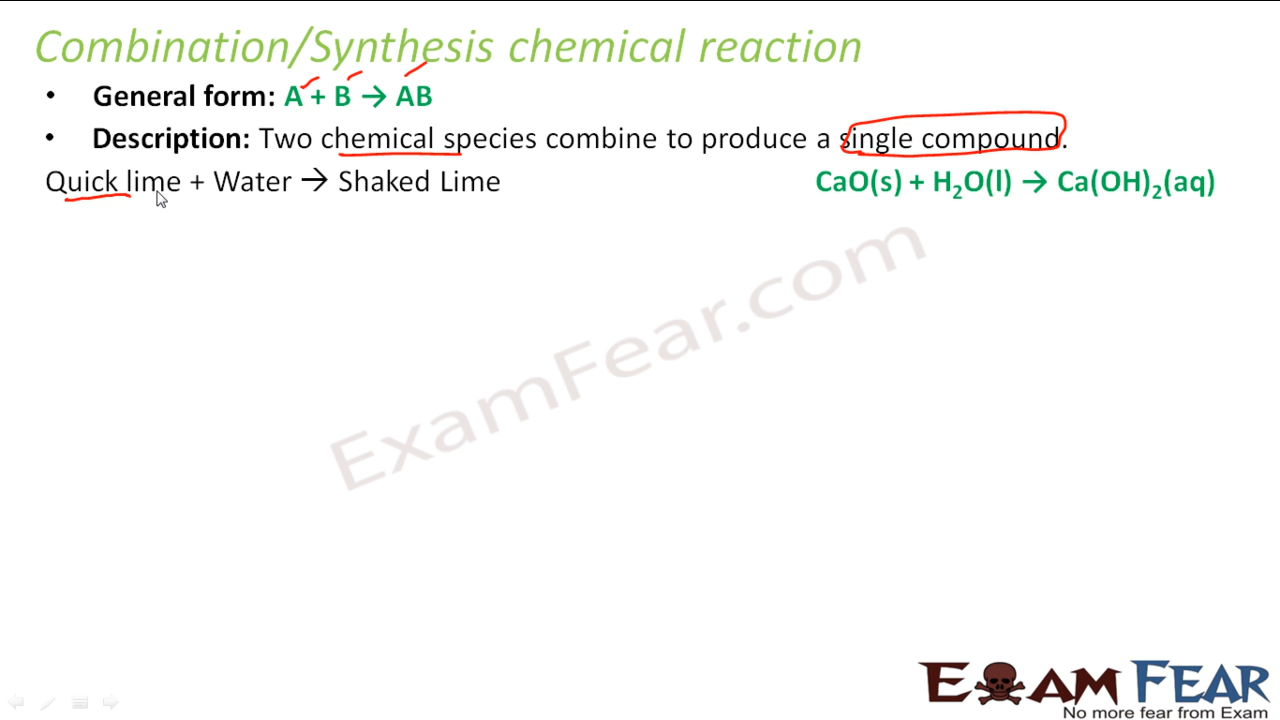 Combination/Synthesis chemical reaction
• General form: A + B → AB
• Description: Two chemical species combine to produce a single compound.
Quick lime + Water → Shaked Lime CaO(s) + H₂O(l) → Ca(OH)₂(aq)
ExamFear.com
EXAM FEAR
No more fear from Exam